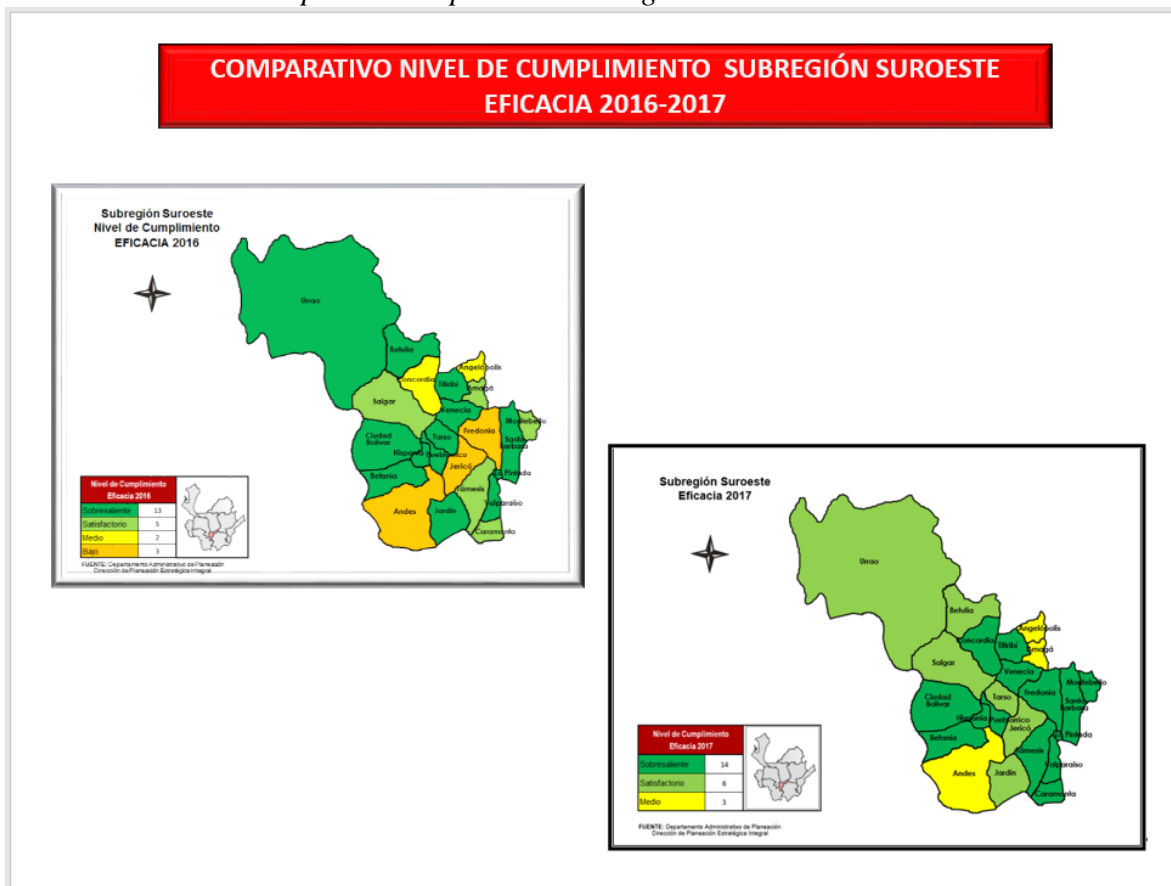 COMPARATIVO NIVEL DE CUMPLIMIENTO SUBREGIÓN SUROESTE
EFICACIA 2016-2017
Subregión Suroeste
Nivel de Cumplimiento
EFICACIA 2016
Urrao
Betulia
Angelópolis
Concordia
Titiribí
Amagá
Salgar
Venecia
Montebello
Fredonia
Ciudad
Bolívar
Tarso
Santa
Bárbara
Hispania
Pueblorrico
Jericó
Betania
La Pintada
Támesis
Valparaíso
Andes
Jardín
Caramanta
Nivel de Cumplimiento
Eficacia 2016
Sobresaliente 13
Satisfactorio 5
Medio 2
Bajo 3
FUENTE: Departamento Administrativo de Planeación
Dirección de Planeación Estratégica Integral
Subregión Suroeste
Eficacia 2017
Urrao
Betulia
Angelópolis
Concordia
Titiribí
Amagá
Salgar
Venecia
Montebello
Fredonia
Ciudad
Bolívar
Tarso
Santa
Bárbara
Hispania
Pueblorrico
Jericó
Betania
La Pintada
Támesis
Valparaíso
Andes
Jardín
Caramanta
Nivel de Cumplimiento
Eficacia 2017
Sobresaliente 14
Satisfactorio 6
Medio 3
FUENTE: Departamento Administrativo de Planeación
Dirección de Planeación Estratégica Integral